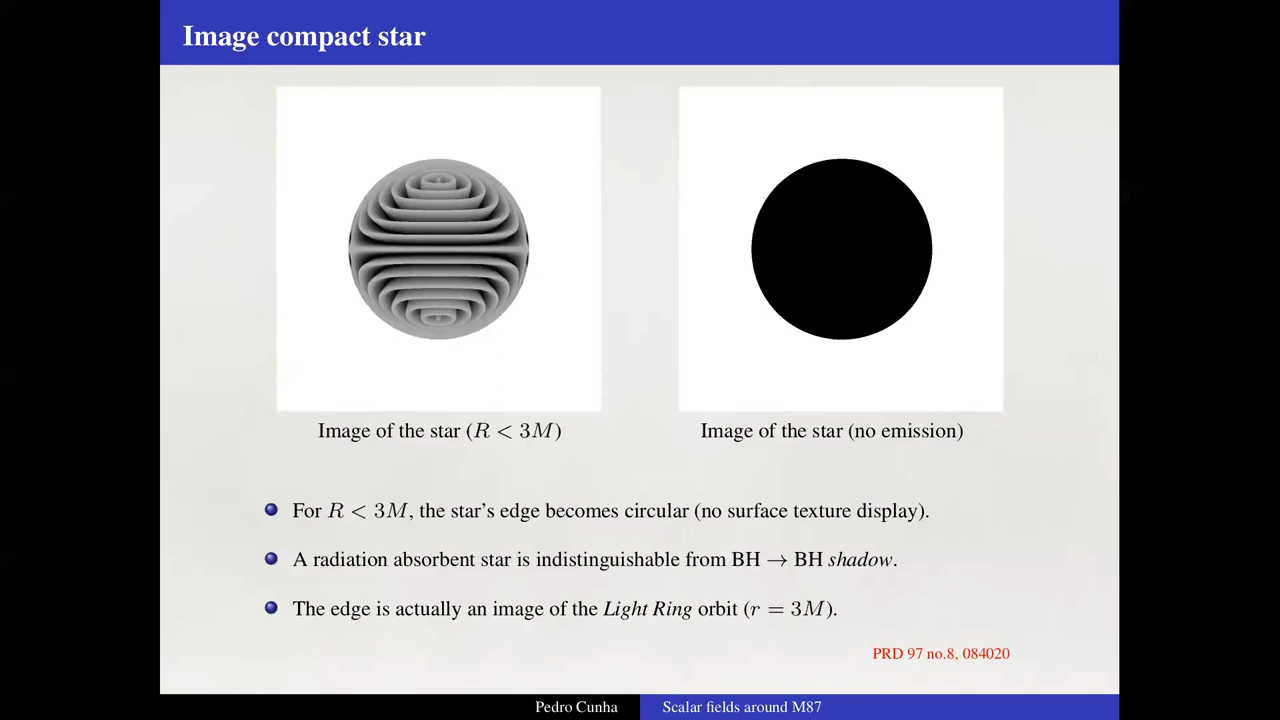 Image compact star
Image of the star (R < 3M)
Image of the star (no emission)
For R < 3M, the star's edge becomes circular (no surface texture display).
A radiation absorbent star is indistinguishable from BH → BH shadow.
The edge is actually an image of the Light Ring orbit (r = 3M).
PRD 97 no.8, 084020
Pedro Cunha
Scalar fields around M87